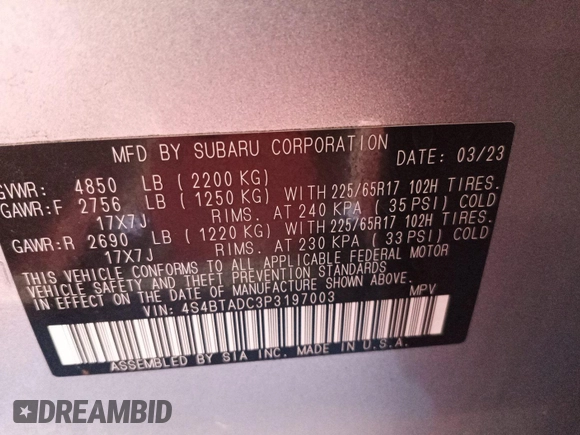 MFD BY SUBARU CORPORATION DATE: 03/23
GVWR: 4850 LB (2200 KG)
GAWR:F 2756 LB (1250 KG) WITH 225/65R17 102H TIRES.
17X7J RIMS. AT 240 KPA (35 PSI) COLD
GAWR:R 2690 LB (1220 KG) WITH 225/65R17 102H TIRES.
17X7J RIMS. AT 230 KPA (33 PSI) COLD
THIS VEHICLE CONFORMS TO ALL APPLICABLE FEDERAL MOTOR
VEHICLE SAFETY AND THEFT PREVENTION STANDARDS
IN EFFECT ON THE DATE OF MANUFACTURE SHOWN ABOVE.
VIN: 4S4BTADC3P3197003 MPV
ASSEMBLED BY SIA INC. MADE IN U.S.A.
DREAMBID